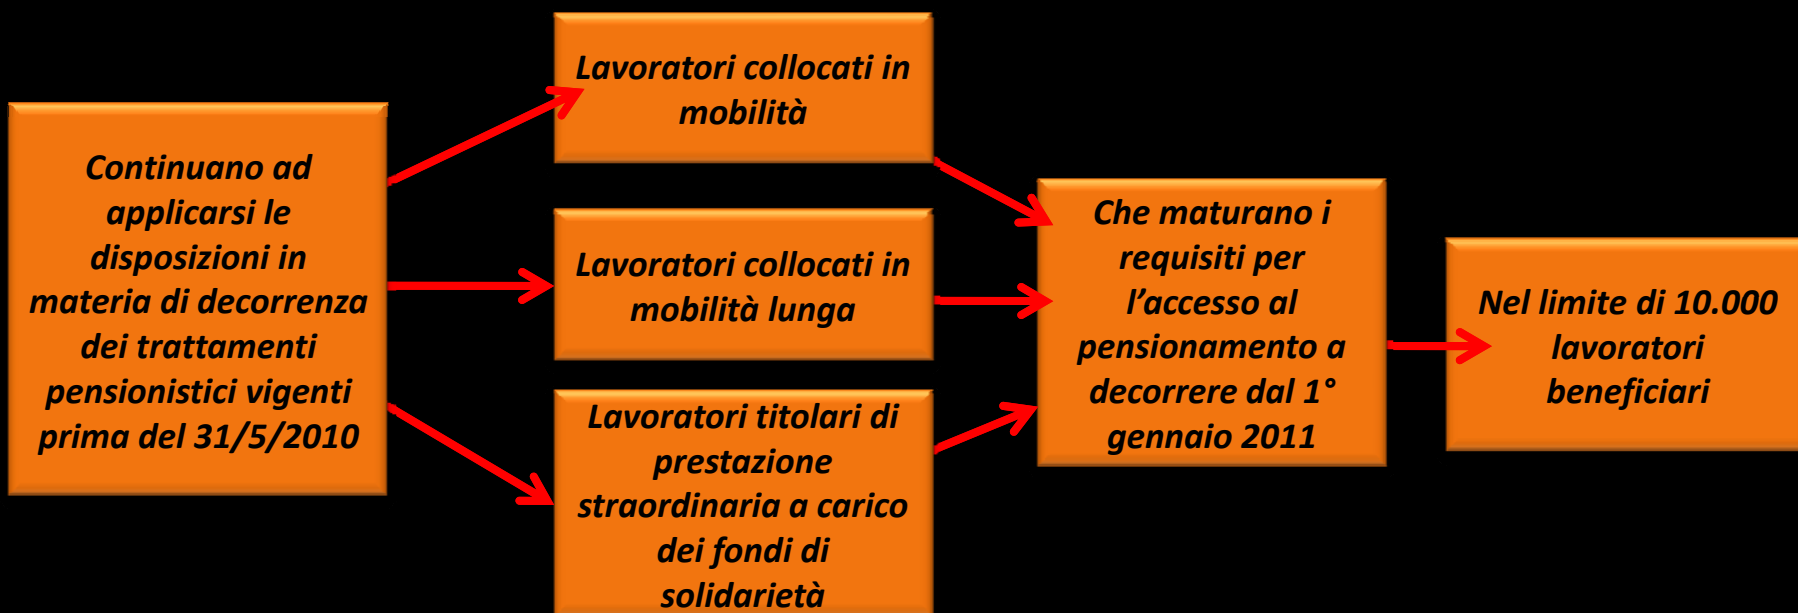 Continuano ad
applicarsi le
disposizioni in
materia di decorrenza
dei trattamenti
pensionistici vigenti
prima del 31/5/2010
Lavoratori collocati in
mobilità
Lavoratori collocati in
mobilità lunga
Lavoratori titolari di
prestazione
straordinaria a carico
dei fondi di
solidarietà
Che maturano i
requisiti per
l’accesso al
pensionamento a
decorrere dal 1°
gennaio 2011
Nel limite di 10.000
lavoratori
beneficiari